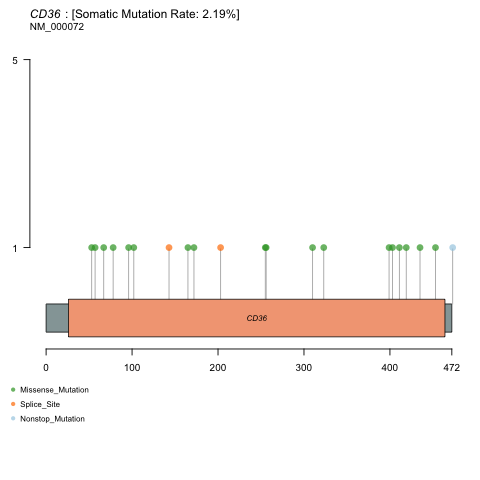 CD36 : [Somatic Mutation Rate: 2.19%]
NM_000072
5
1
CD36
0 100 200 300 400 472
Missense_Mutation
Splice_Site
Nonstop_Mutation